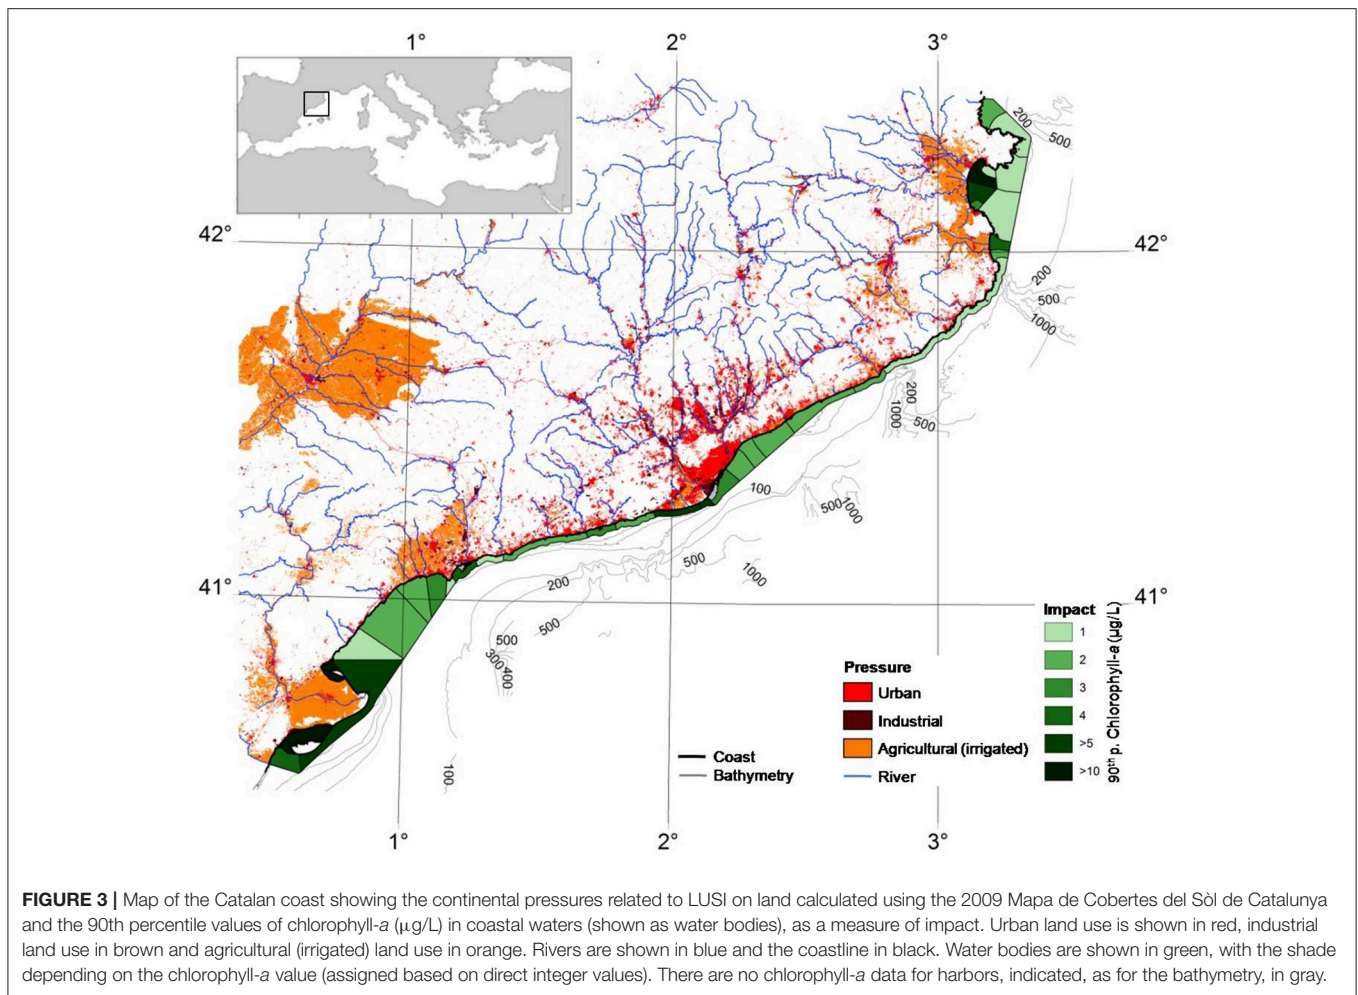 1°
2°
3°
200
500
42°
42°
200
500
1000
200
1000
500
100
500
1000
500
1000
200
41°
41°
500
500
300
400
100
Impact
1
2
3
4
>5
>10
90th p. Chlorophyll-a (µg/L)
Pressure
Urban
Industrial
Agricultural (irrigated)
River
Coast
Bathymetry
1°
2°
3°
FIGURE 3 | Map of the Catalan coast showing the continental pressures related to LUSI on land calculated using the 2009 Mapa de Cobertes del Sòl de Catalunya
and the 90th percentile values of chlorophyll-a (μg/L) in coastal waters (shown as water bodies), as a measure of impact. Urban land use is shown in red, industrial
land use in brown and agricultural (irrigated) land use in orange. Rivers are shown in blue and the coastline in black. Water bodies are shown in green, with the shade
depending on the chlorophyll-a value (assigned based on direct integer values). There are no chlorophyll-a data for harbors, indicated, as for the bathymetry, in gray.